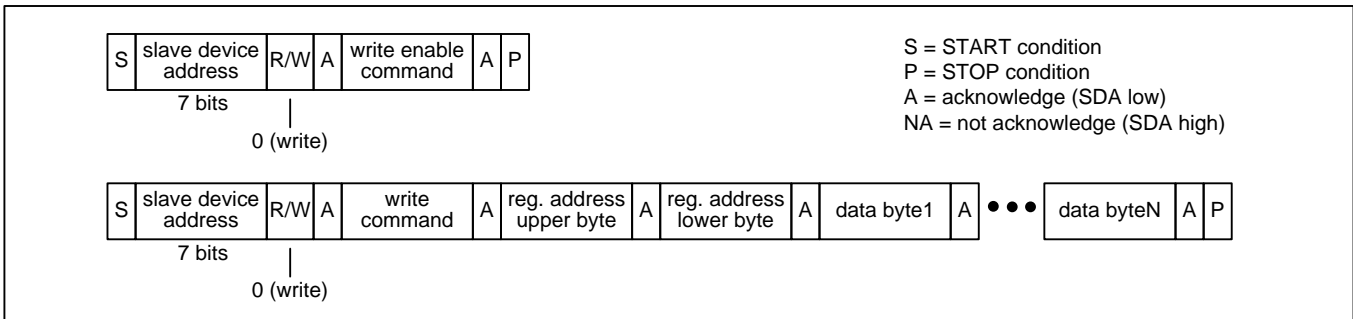 S slave device address R/W A write enable command A P
7 bits
0 (write)
S = START condition
P = STOP condition
A = acknowledge (SDA low)
NA = not acknowledge (SDA high)
S slave device address R/W A write command A reg. address upper byte A reg. address lower byte A data byte1 A ••• data byteN A P
7 bits
0 (write)